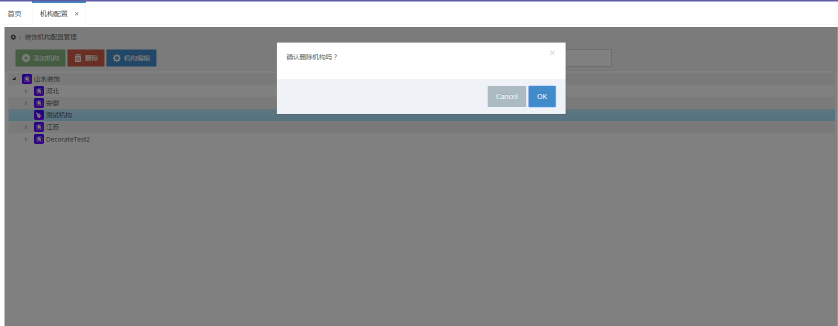 首页 机构配置 ×
装饰机构配置管理
添加机构 删除 机构编辑
确认删除机构吗？ ×
Cancel OK
山水装饰
河北
安徽
测试机构
江苏
DecorateTest2